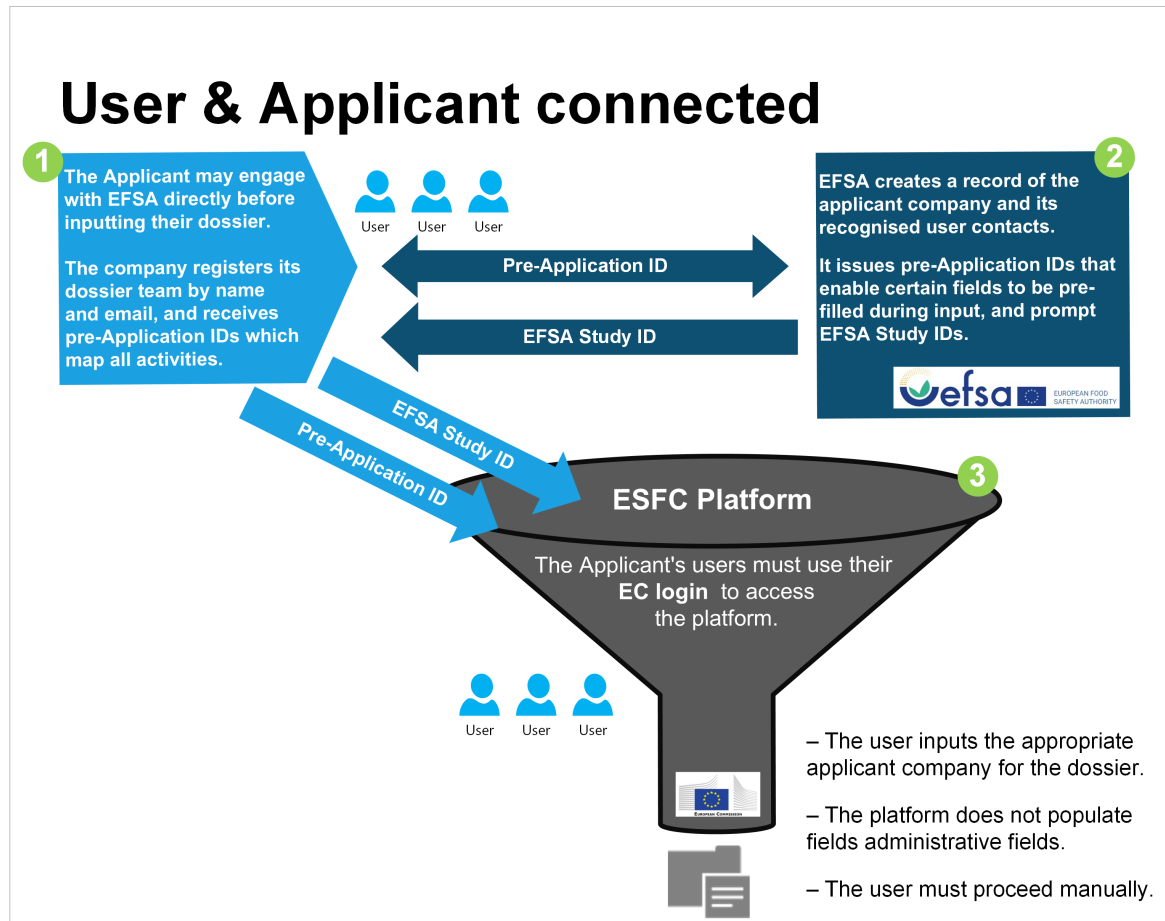 User & Applicant connected
1
The Applicant may engage
with EFSA directly before
inputting their dossier.
The company registers its
dossier team by name
and email, and receives
pre-Application IDs which
map all activities.
User User User
Pre-Application ID
EFSA Study ID
2
EFSA creates a record of the
applicant company and its
recognised user contacts.
It issues pre-Application IDs that
enable certain fields to be pre-
filled during input, and prompt
EFSA Study IDs.
efsa
EUROPEAN FOOD
SAFETY AUTHORITY
EFSA Study ID
Pre-Application ID
3
ESFC Platform
The Applicant's users must use their
EC login to access
the platform.
User User User
European Commission
– The user inputs the appropriate
applicant company for the dossier.
– The platform does not populate
fields administrative fields.
– The user must proceed manually.